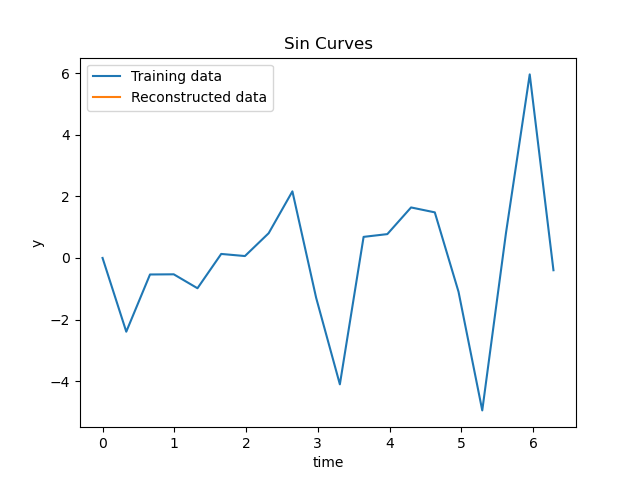 Sin Curves
Training data
Reconstructed data
6
4
2
0
−2
−4
y
0 1 2 3 4 5 6
time